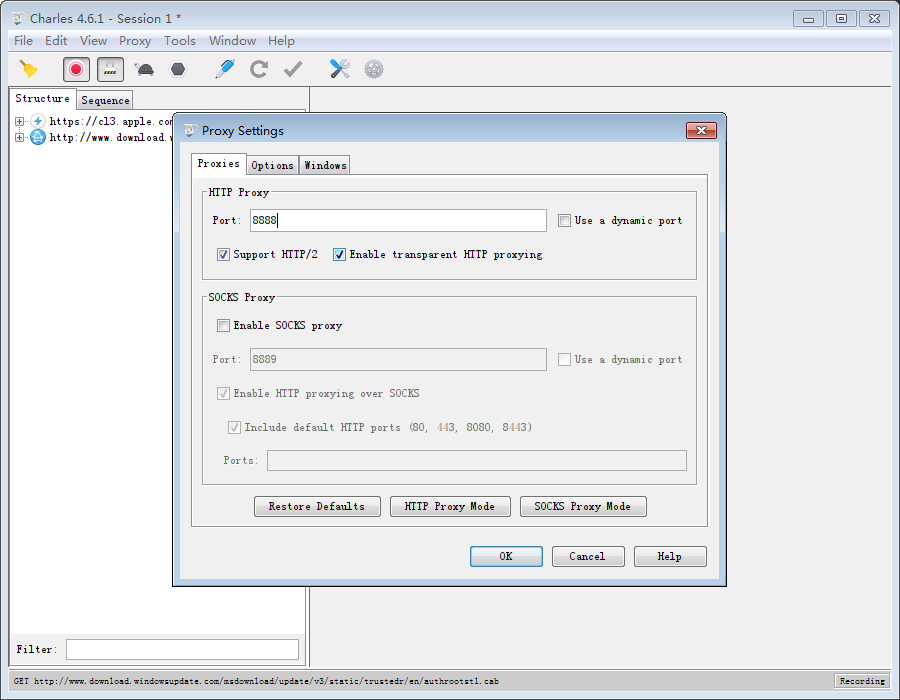 Charles 4.6.1 - Session 1 *
File Edit View Proxy Tools Window Help
Structure Sequence
https://cl3.apple.com
http://www.download.w
Proxy Settings
Proxies Options Windows
HTTP Proxy
Port: 8888 Use a dynamic port
Support HTTP/2 Enable transparent HTTP proxying
SOCKS Proxy
Enable SOCKS proxy
Port: 8889 Use a dynamic port
Enable HTTP proxying over SOCKS
Include default HTTP ports (80, 443, 8080, 8443)
Ports:
Restore Defaults HTTP Proxy Mode SOCKS Proxy Mode
OK Cancel Help
Filter:
GET http://www.download.windowsupdate.com/msdownload/update/v3/static/trustedr/en/authrootstl.cab Recording